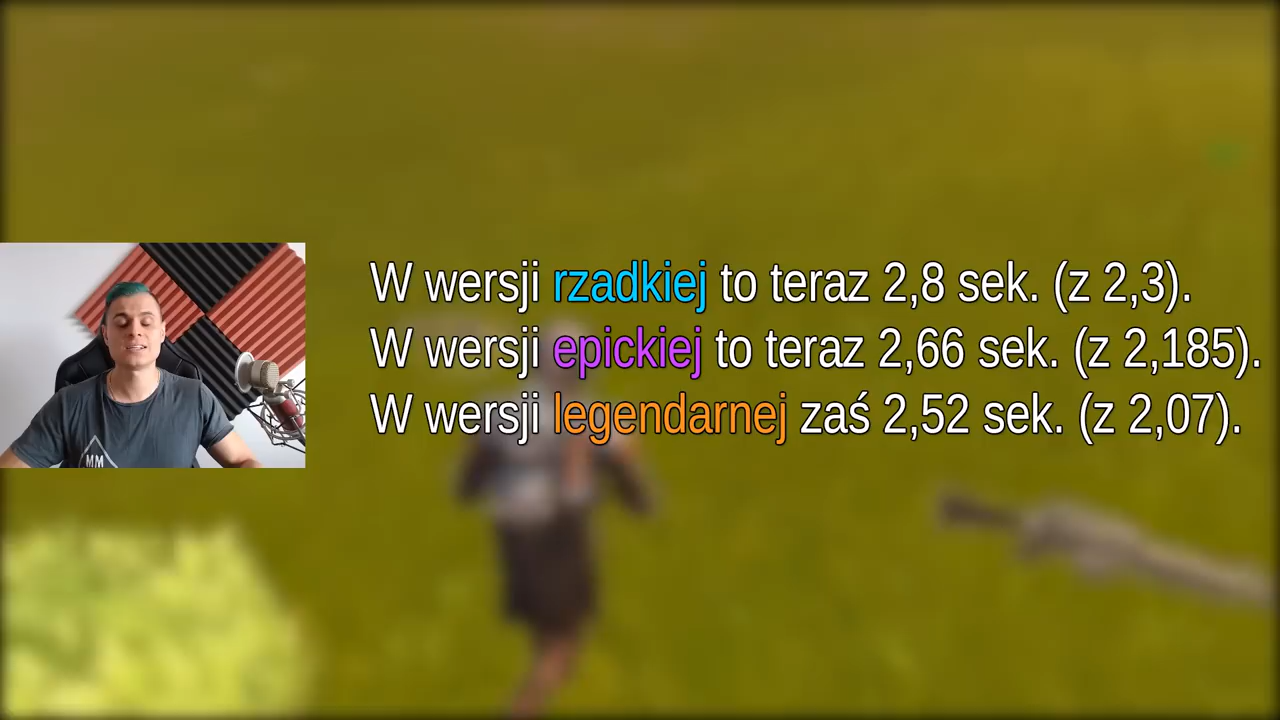 W wersji rzadkiej to teraz 2,8 sek. (z 2,3).
W wersji epickiej to teraz 2,66 sek. (z 2,185).
W wersji legendarnej zaś 2,52 sek. (z 2,07).
MM